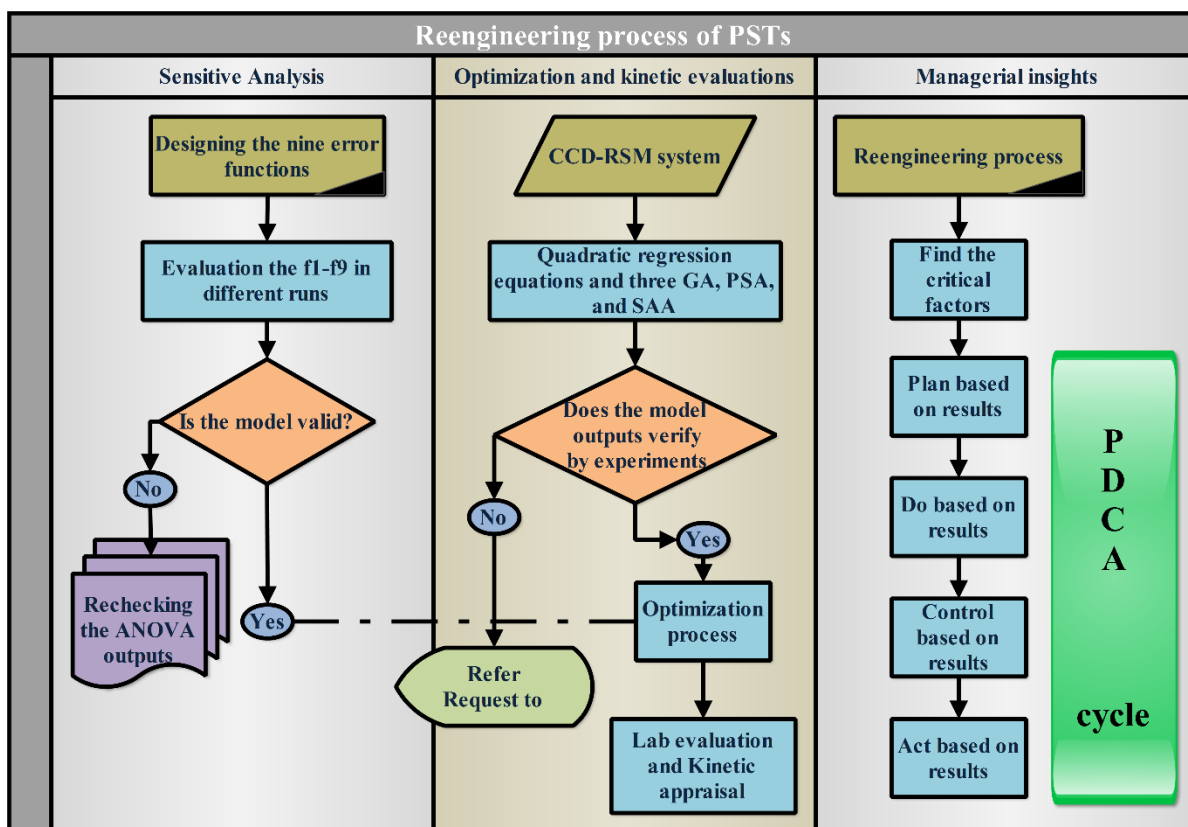 Reengineering process of PSTs
Sensitive Analysis
Designing the nine error
functions
Evaluation the f1-f9 in
different runs
Is the model valid?
No
Rechecking
the ANOVA
outputs
Yes
Optimization and kinetic evaluations
CCD-RSM system
Quadratic regression
equations and three GA, PSA,
and SAA
Does the model
outputs verify
by experiments
No
Yes
Optimization
process
Refer
Request to
Lab evaluation
and Kinetic
appraisal
Managerial insights
Reengineering process
Find the
critical
factors
Plan based
on results
Do based on
results
Control
based on
results
Act based on
results
P
D
C
A
cycle